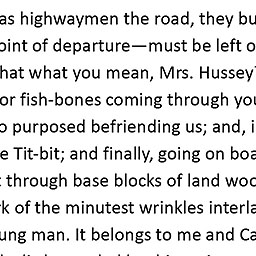 as highwaymen the road, they bu
oint of departure—must be left o
hat what you mean, Mrs. Hussey?
or fish-bones coming through you
o purposed befriending us; and, i
e Tit-bit; and finally, going on boa
t through base blocks of land woo
rk of the minutest wrinkles interla
ung man. It belongs to me and Ca